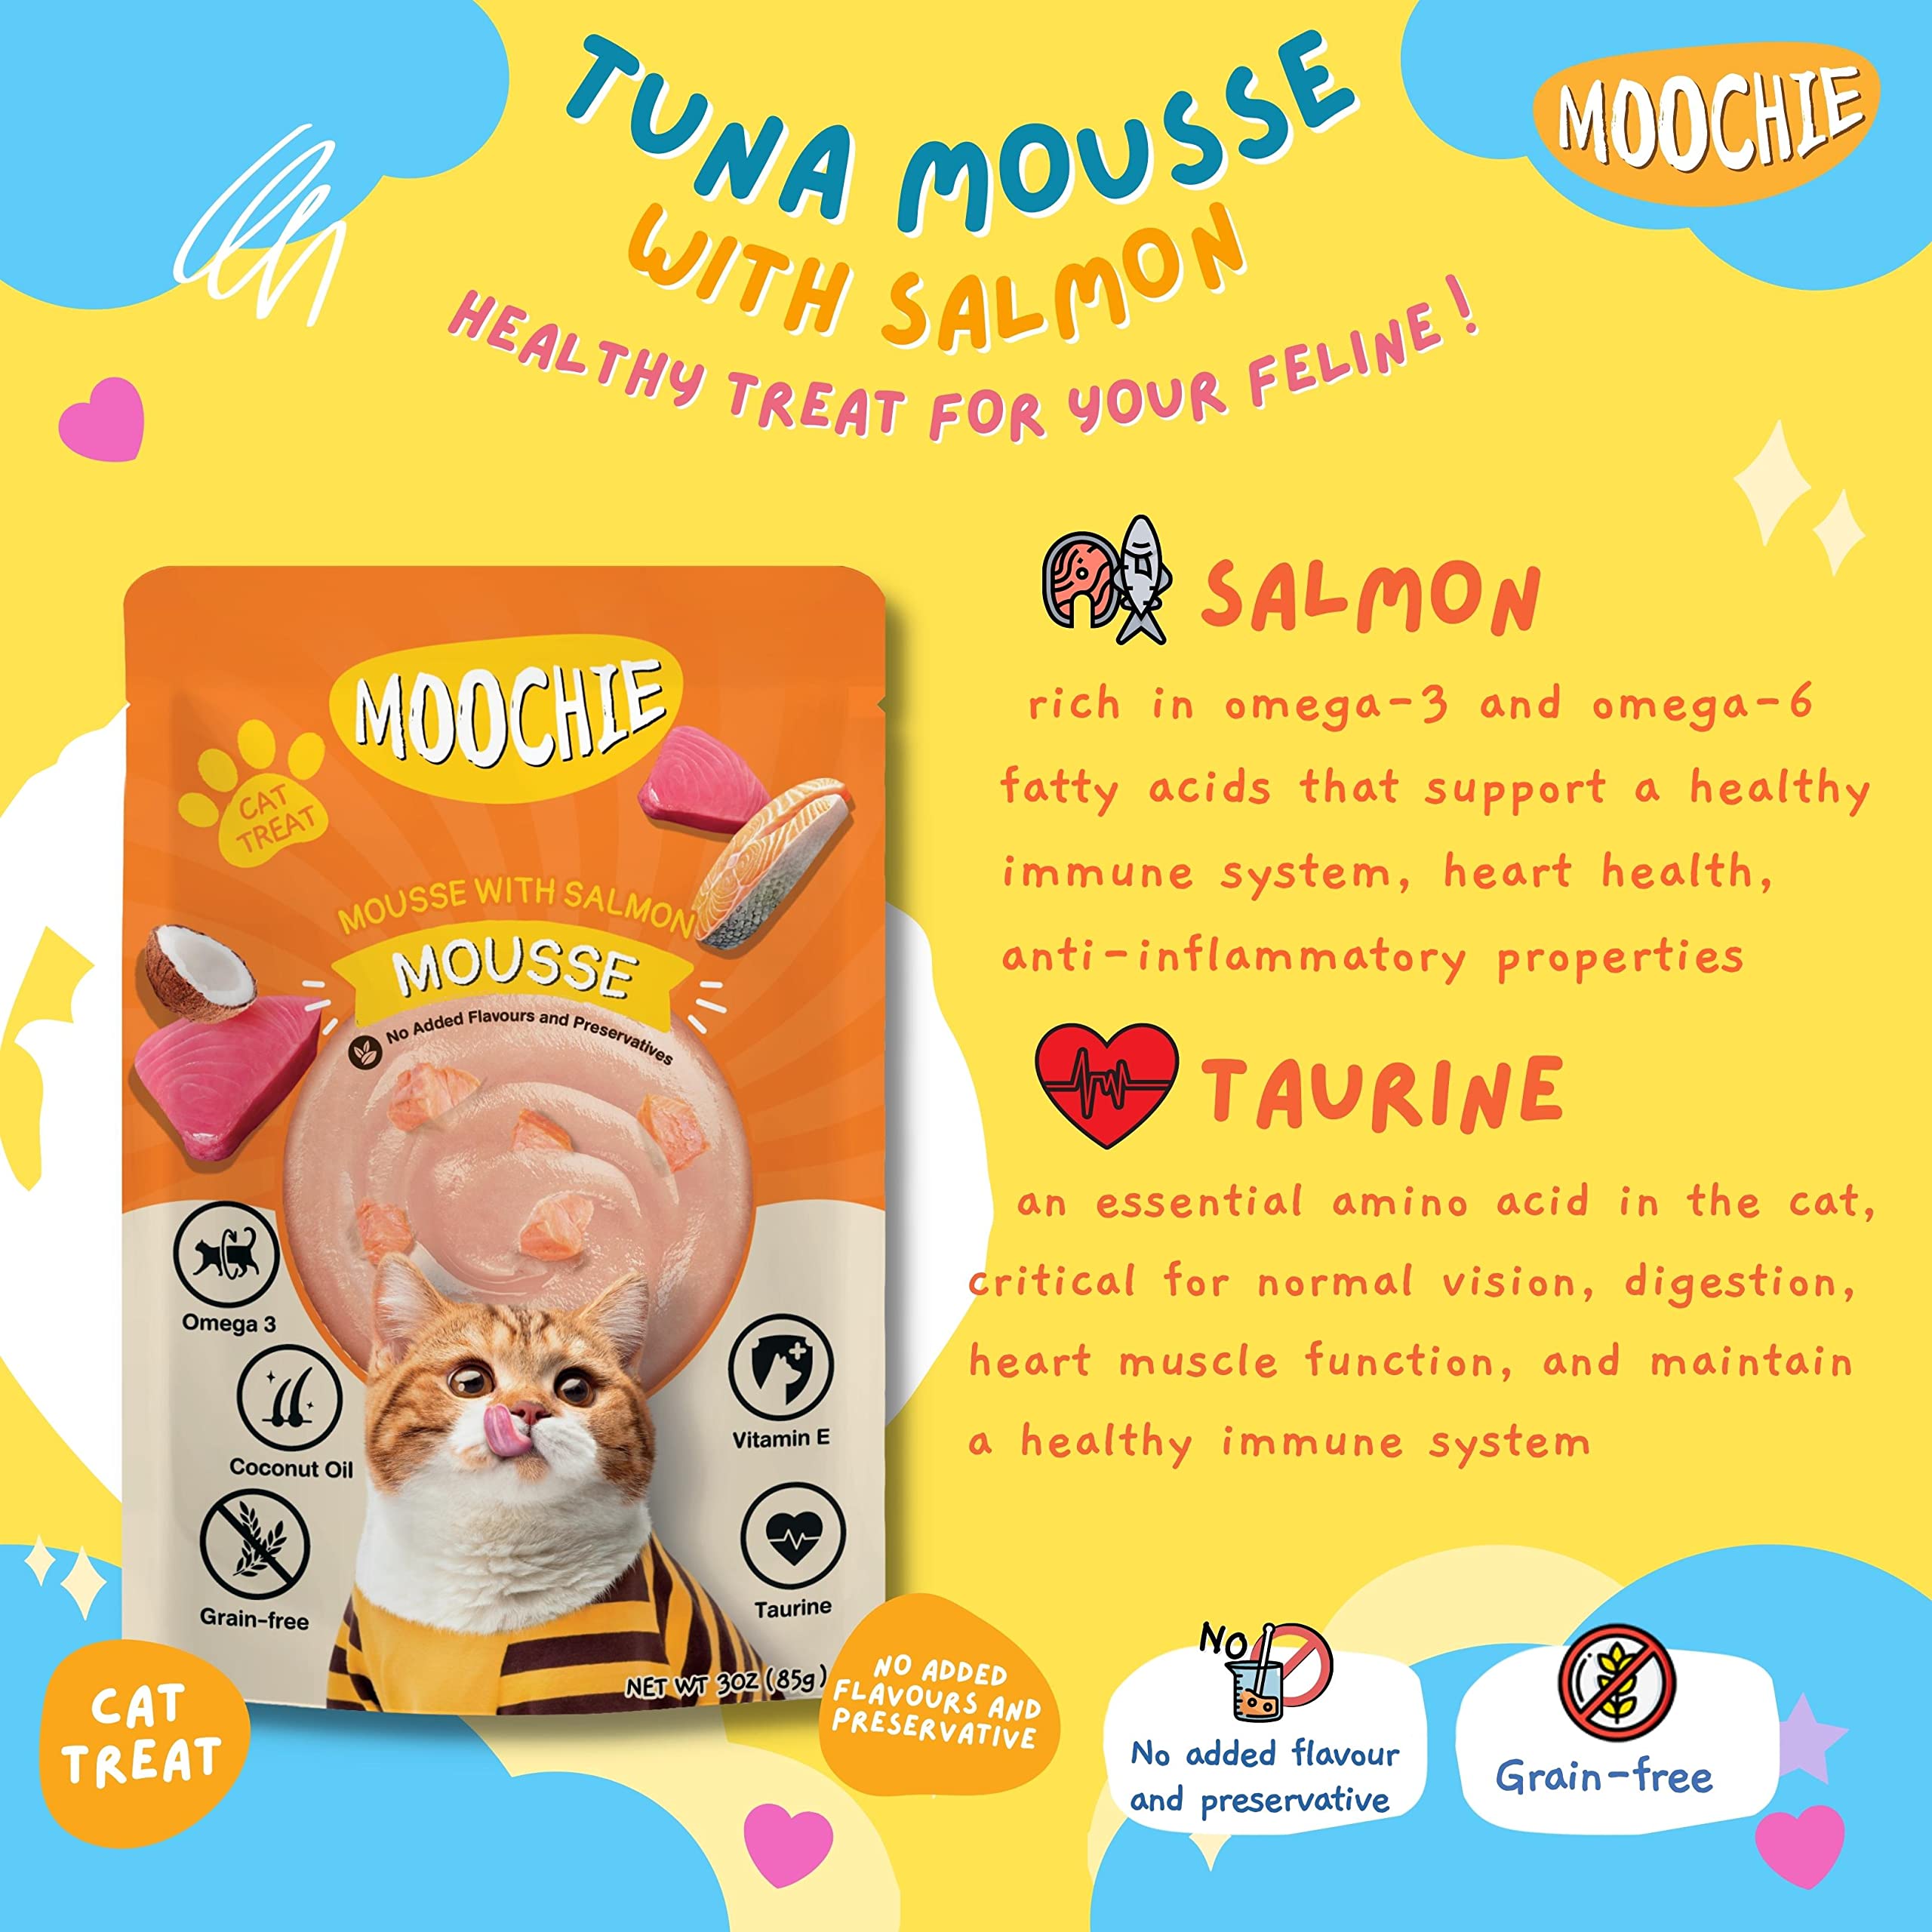 TUNA MOUSSE
WITH SALMON
HEALTHY TREAT FOR YOUR FELINE!
MOOCHIE
SALMON
rich in omega-3 and omega-6
fatty acids that support a healthy
immune system, heart health,
anti-inflammatory properties
TAURINE
an essential amino acid in the cat,
critical for normal vision, digestion,
heart muscle function, and maintain
a healthy immune system
MOOCHIE
CAT
TREAT
MOUSSE WITH SALMON
MOUSSE
No Added Flavours and Preservatives
Omega 3
Coconut Oil
Grain-free
Vitamin E
Taurine
NET WT 3OZ (85g)
CAT
TREAT
NO ADDED
FLAVOURS AND
PRESERVATIVE
No
No added flavour
and preservative
Grain-free